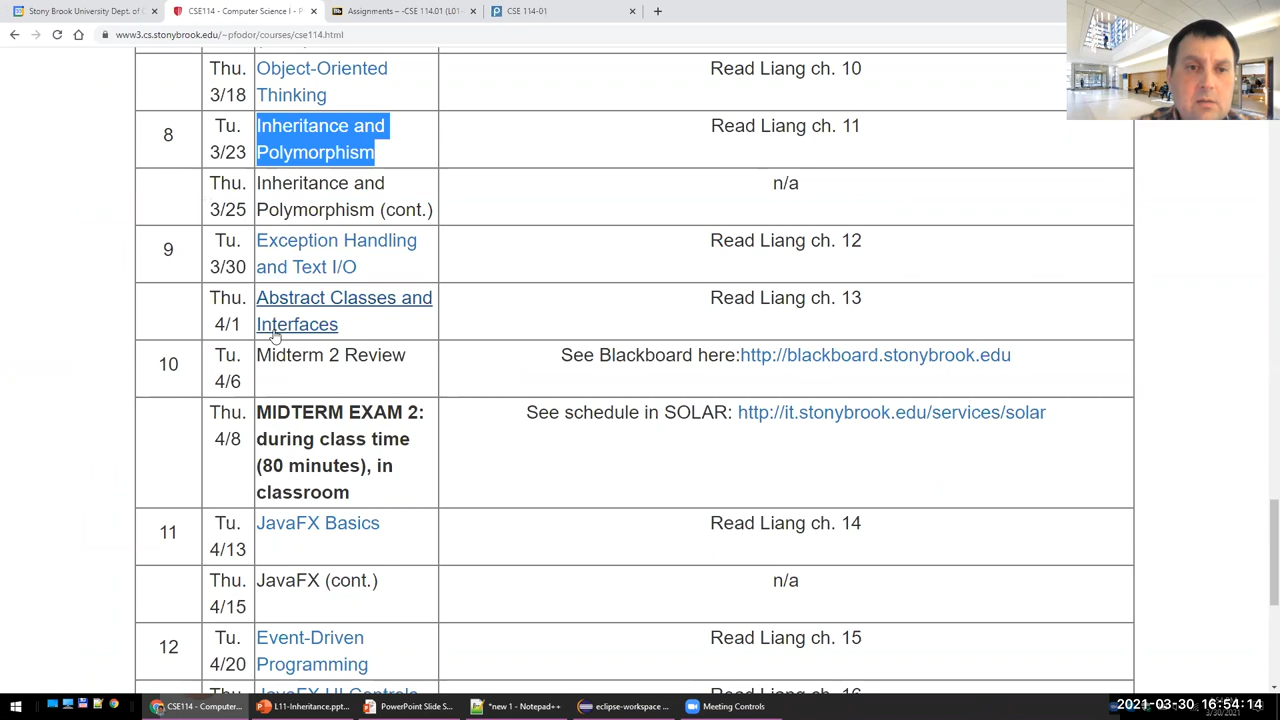 Stony Brook University Dept. of C
CSE114 - Computer Science I - P
Assignments – -CSE 114.01 (L01-
CSE 114-01
www3.cs.stonybrook.edu/~pfodor/courses/cse114.html
Thu. 3/18
Object-Oriented
Thinking
Read Liang ch. 10
8
Tu. 3/23
Inheritance and
Polymorphism
Read Liang ch. 11
Thu. 3/25
Inheritance and
Polymorphism (cont.)
n/a
9
Tu. 3/30
Exception Handling
and Text I/O
Read Liang ch. 12
Thu. 4/1
Abstract Classes and
Interfaces
Read Liang ch. 13
10
Tu. 4/6
Midterm 2 Review
See Blackboard here:http://blackboard.stonybrook.edu
Thu. 4/8
MIDTERM EXAM 2:
during class time
(80 minutes), in
classroom
See schedule in SOLAR: http://it.stonybrook.edu/services/solar
11
Tu. 4/13
JavaFX Basics
Read Liang ch. 14
Thu. 4/15
JavaFX (cont.)
n/a
12
Tu. 4/20
Event-Driven
Programming
Read Liang ch. 15
CSE114 - Computer...
L11-Inheritance.ppt...
PowerPoint Slide S...
*new 1 - Notepad++
eclipse-workspace ...
Meeting Controls
2021-03-30 16:54:14